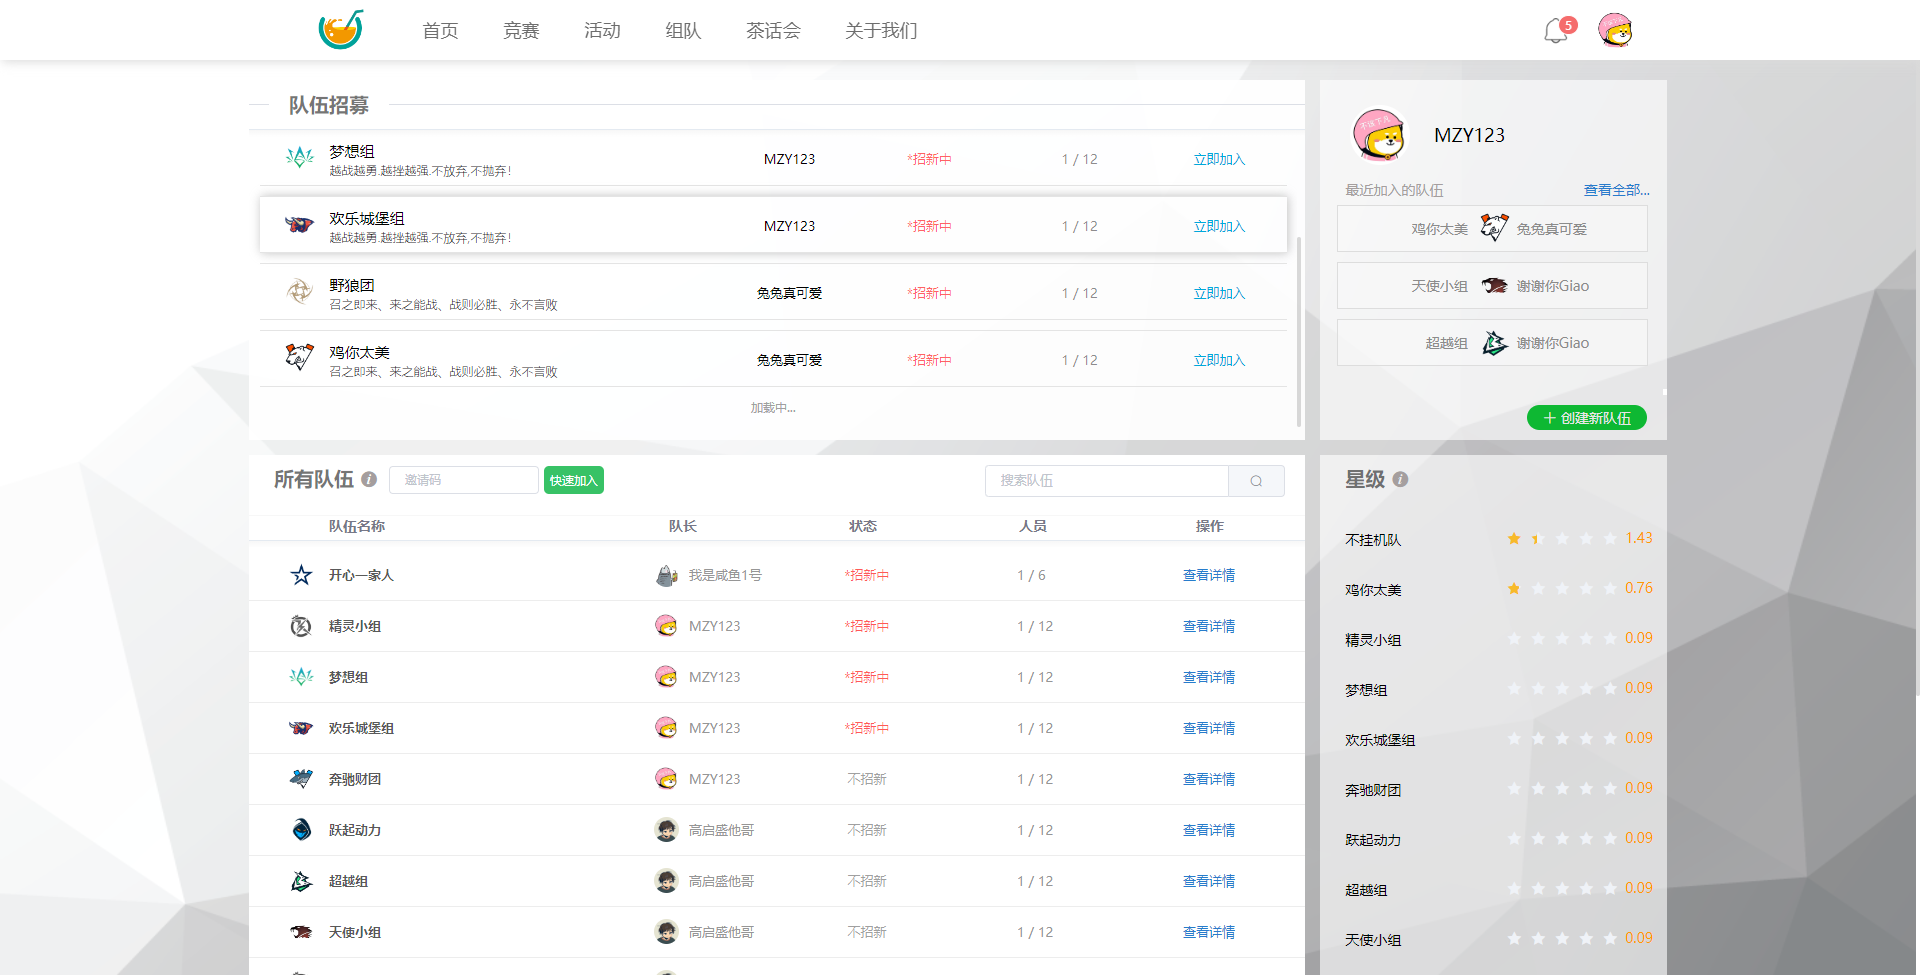 首页 竞赛 活动 组队 茶话会 关于我们 5
队伍招募
梦想组 MZY123 *招新中 1 / 12 立即加入
越战越勇.越挫越强.不放弃,不抛弃!
欢乐城堡组 MZY123 *招新中 1 / 12 立即加入
越战越勇.越挫越强.不放弃,不抛弃!
野狼团 兔兔真可爱 *招新中 1 / 12 立即加入
召之即来、来之能战、战则必胜、永不言败
鸡你太美 兔兔真可爱 *招新中 1 / 12 立即加入
召之即来、来之能战、战则必胜、永不言败
加载中...
MZY123
最近加入的队伍 查看全部...
鸡你太美 兔兔真可爱
天使小组 谢谢你Giao
超越组 谢谢你Giao
创建新队伍
所有队伍 邀请码 快速加入 搜索队伍
队伍名称 队长 状态 人员 操作
开心一家人 我是咸鱼1号 *招新中 1 / 6 查看详情
精灵小组 MZY123 *招新中 1 / 12 查看详情
梦想组 MZY123 *招新中 1 / 12 查看详情
欢乐城堡组 MZY123 *招新中 1 / 12 查看详情
奔驰财团 MZY123 不招新 1 / 12 查看详情
跃起动力 高启盛他哥 不招新 1 / 12 查看详情
超越组 高启盛他哥 不招新 1 / 12 查看详情
天使小组 高启盛他哥 不招新 1 / 12 查看详情
星级
不挂机队 1.43
鸡你太美 0.76
精灵小组 0.09
梦想组 0.09
欢乐城堡组 0.09
奔驰财团 0.09
跃起动力 0.09
超越组 0.09
天使小组 0.09